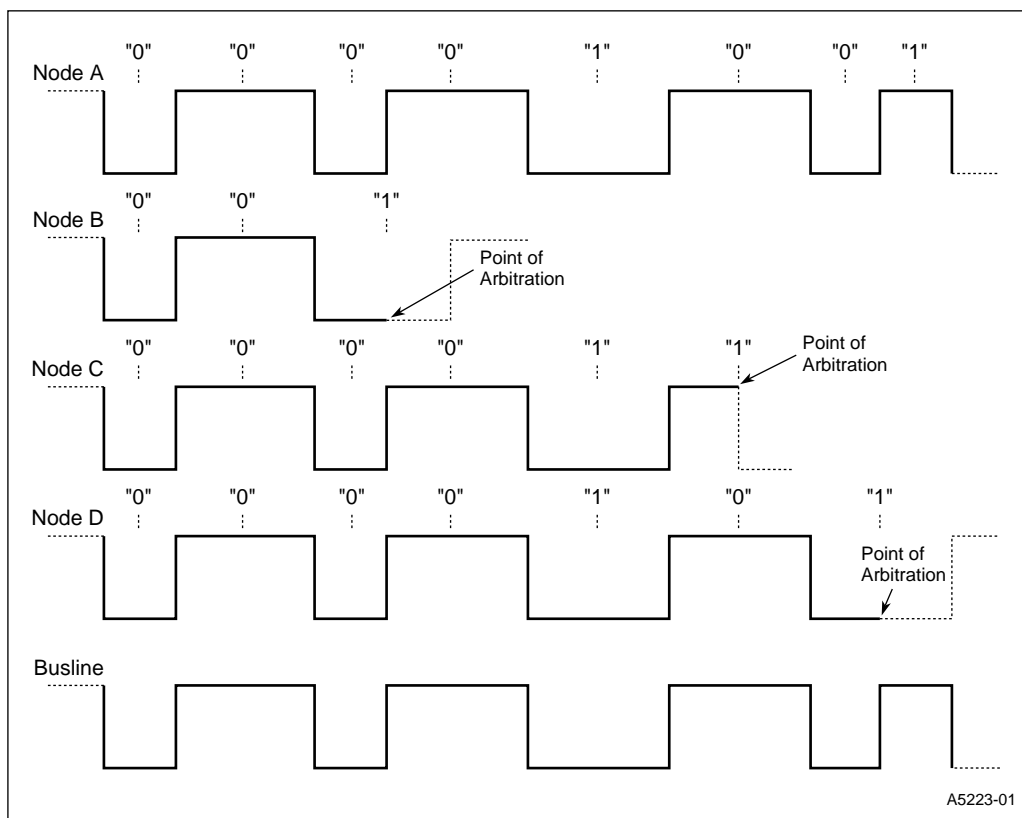 "0" "0" "0" "0" "1" "0" "0" "1"
Node A
"0" "0" "1"
Node B
Point of
Arbitration
"0" "0" "0" "0" "1" "1"
Node C
Point of
Arbitration
"0" "0" "0" "0" "1" "0" "1"
Node D
Point of
Arbitration
Busline
A5223-01